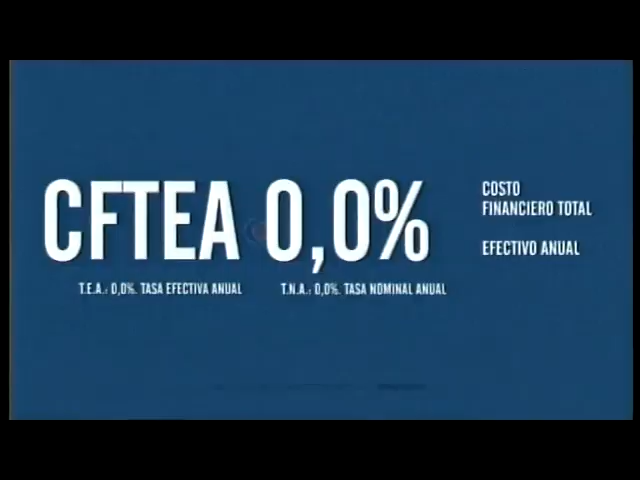 CFTEA 0,0%
COSTO
FINANCIERO TOTAL
EFECTIVO ANUAL
T.E.A.: 0,0%. TASA EFECTIVA ANUAL
T.N.A.: 0,0%. TASA NOMINAL ANUAL